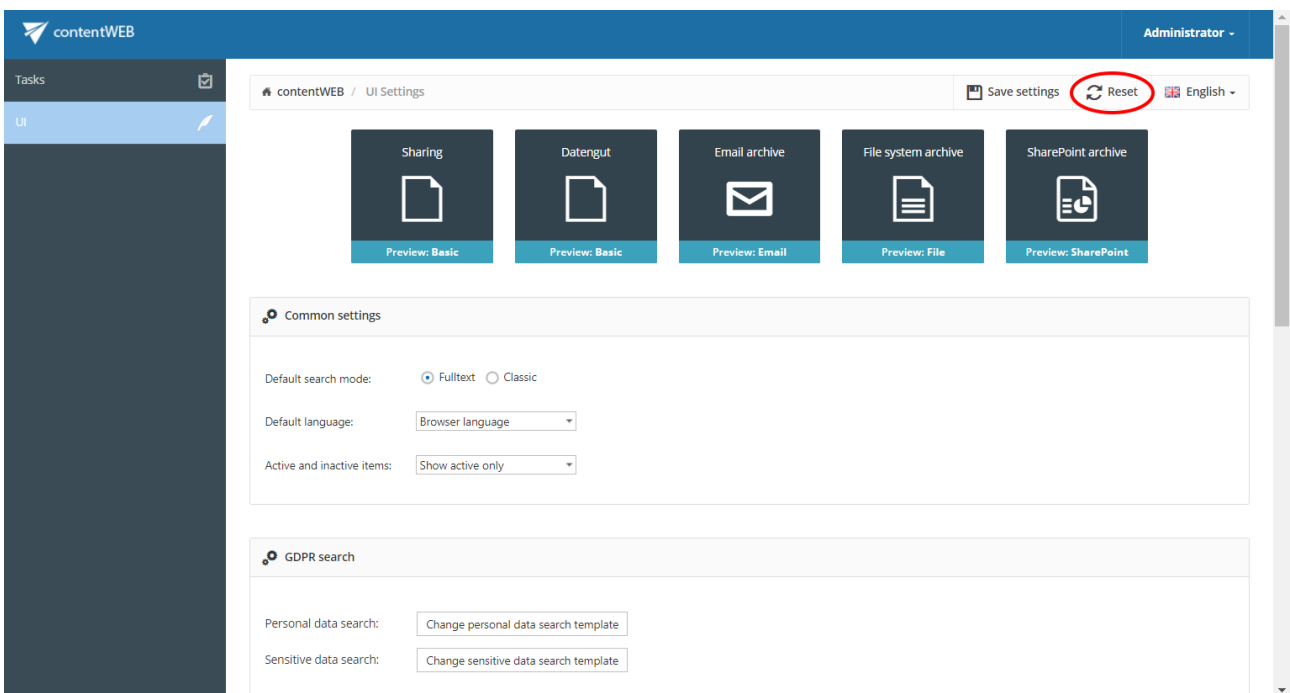 contentWEB
Administrator
Tasks
UI
contentWEB / UI Settings
Save settings
Reset
English
Sharing
Preview: Basic
Datengut
Preview: Basic
Email archive
Preview: Email
File system archive
Preview: File
SharePoint archive
Preview: SharePoint
Common settings
Default search mode: Fulltext Classic
Default language: Browser language
Active and inactive items: Show active only
GDPR search
Personal data search: Change personal data search template
Sensitive data search: Change sensitive data search template